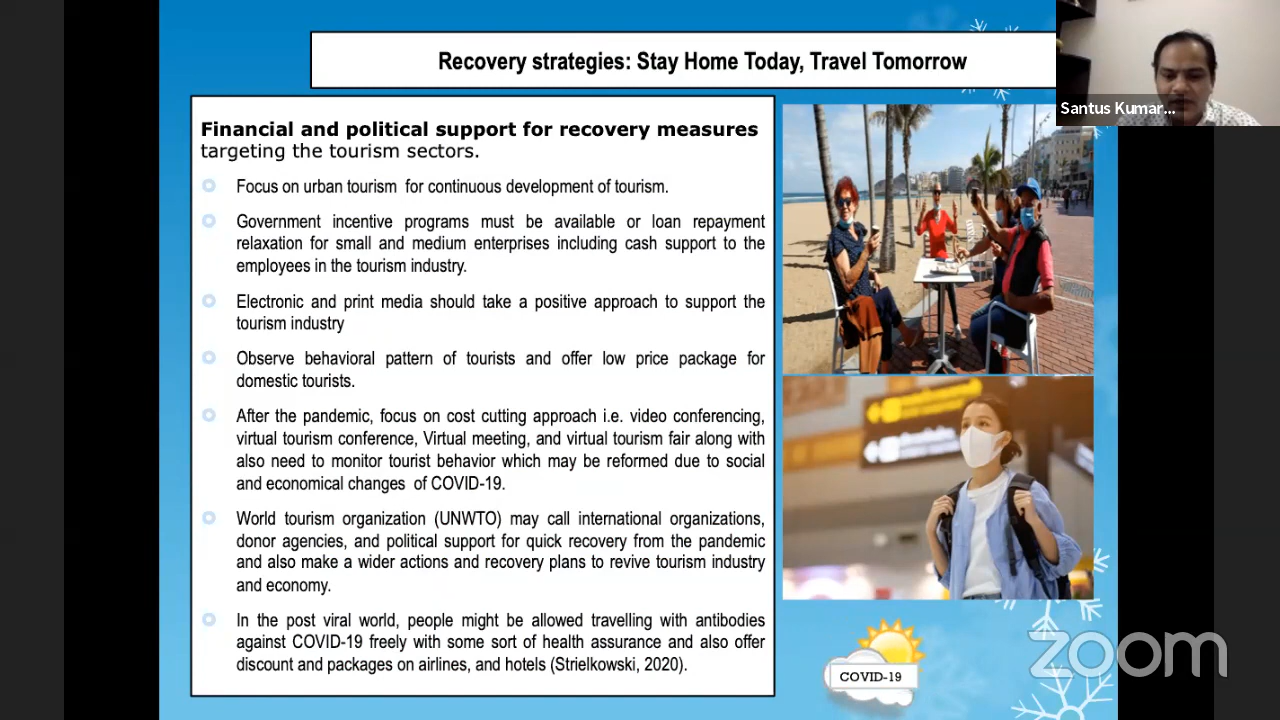 Recovery strategies: Stay Home Today, Travel Tomorrow
Santus Kumar...
Financial and political support for recovery measures
targeting the tourism sectors.
Focus on urban tourism for continuous development of tourism.
Government incentive programs must be available or loan repayment
relaxation for small and medium enterprises including cash support to the
employees in the tourism industry.
Electronic and print media should take a positive approach to support the
tourism industry
Observe behavioral pattern of tourists and offer low price package for
domestic tourists.
After the pandemic, focus on cost cutting approach i.e. video conferencing,
virtual tourism conference, Virtual meeting, and virtual tourism fair along with
also need to monitor tourist behavior which may be reformed due to social
and economical changes of COVID-19.
World tourism organization (UNWTO) may call international organizations,
donor agencies, and political support for quick recovery from the pandemic
and also make a wider actions and recovery plans to revive tourism industry
and economy.
In the post viral world, people might be allowed travelling with antibodies
against COVID-19 freely with some sort of health assurance and also offer
discount and packages on airlines, and hotels (Strielkowski, 2020).
COVID-19
zoom